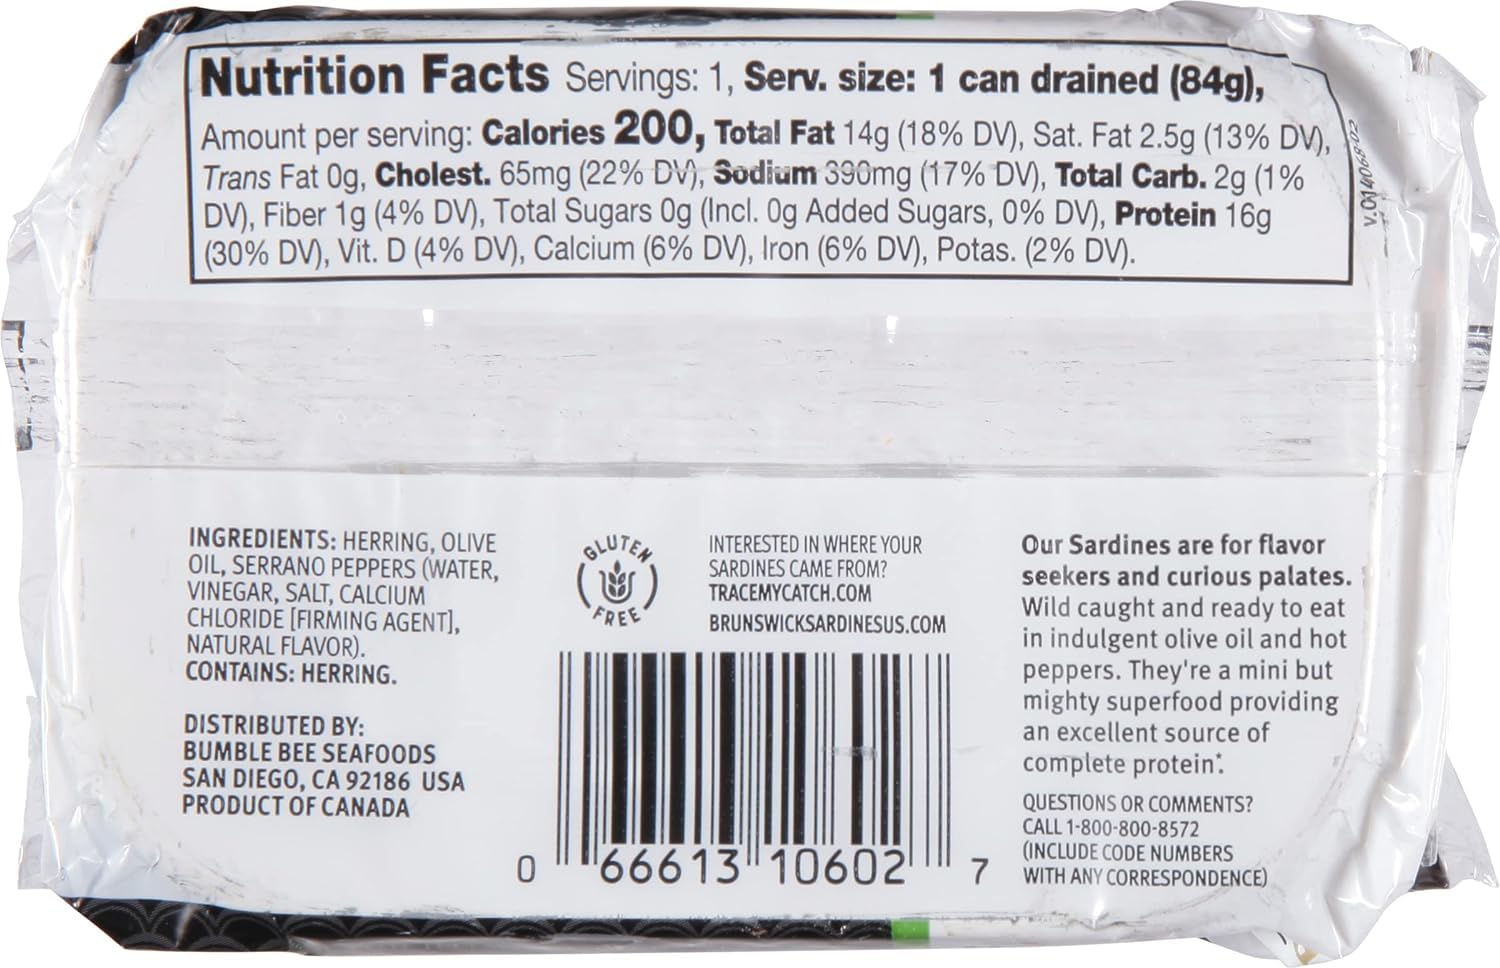 Nutrition Facts Servings: 1, Serv. size: 1 can drained (84g),
Amount per serving: Calories 200, Total Fat 14g (18% DV), Sat. Fat 2.5g (13% DV),
Trans Fat 0g, Cholest. 65mg (22% DV), Sodium 390mg (17% DV), Total Carb. 2g (1%
DV), Fiber 1g (4% DV), Total Sugars 0g (Incl. 0g Added Sugars, 0% DV), Protein 16g
(30% DV), Vit. D (4% DV), Calcium (6% DV), Iron (6% DV), Potas. (2% DV).
INGREDIENTS: HERRING, OLIVE
OIL, SERRANO PEPPERS (WATER,
VINEGAR, SALT, CALCIUM
CHLORIDE [FIRMING AGENT],
NATURAL FLAVOR).
CONTAINS: HERRING.
DISTRIBUTED BY:
BUMBLE BEE SEAFOODS
SAN DIEGO, CA 92186 USA
PRODUCT OF CANADA
GLUTEN
FREE
INTERESTED IN WHERE YOUR
SARDINES CAME FROM?
TRACEMYCATCH.COM
BRUNSWICKSARDINESUS.COM
0 66613 10602 7
Our Sardines are for flavor
seekers and curious palates.
Wild caught and ready to eat
in indulgent olive oil and hot
peppers. They're a mini but
mighty superfood providing
an excellent source of
complete protein*.
QUESTIONS OR COMMENTS?
CALL 1-800-800-8572
(INCLUDE CODE NUMBERS
WITH ANY CORRESPONDENCE)